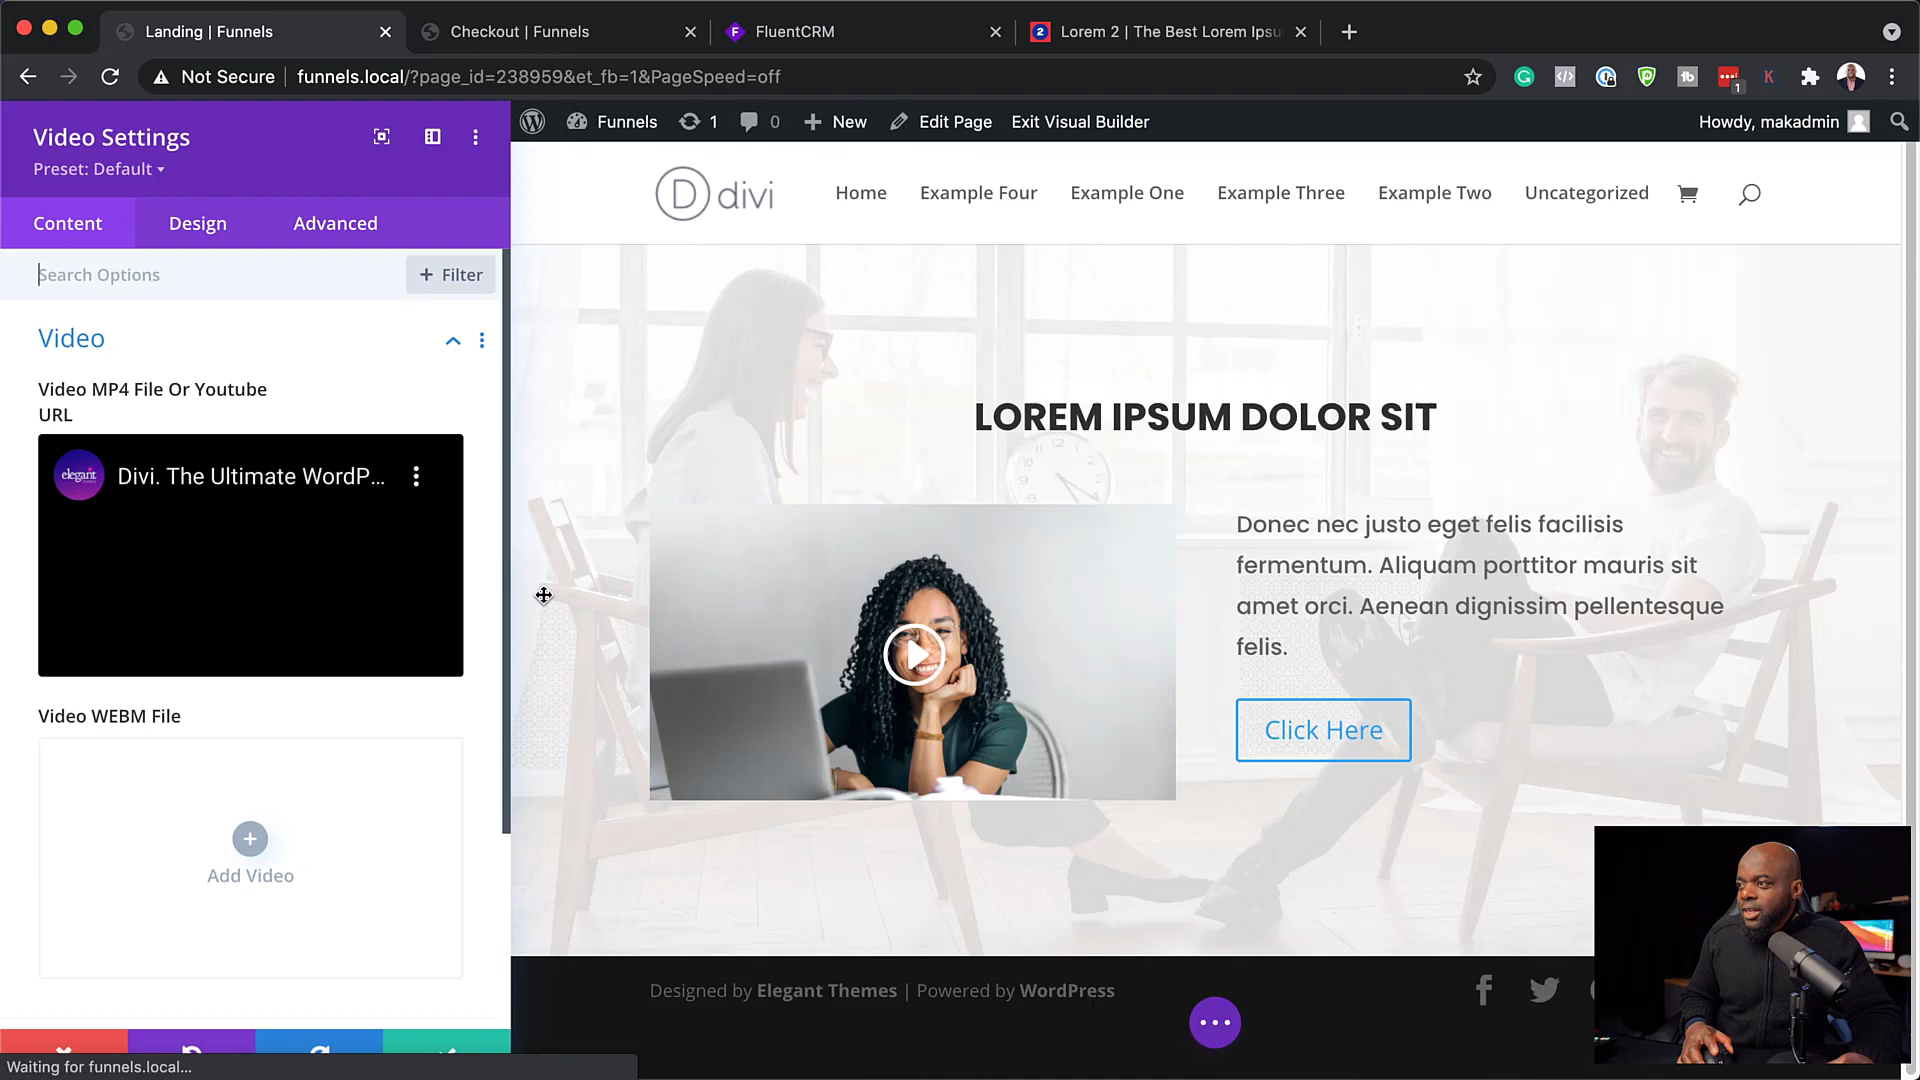 Landing | Funnels
Checkout | Funnels
FluentCRM
2 Lorem 2 | The Best Lorem Ipsu
Not Secure
funnels.local/?page_id=238959&et_fb=1&PageSpeed=off
1
Video Settings
Preset: Default
Content
Design
Advanced
Search Options
+ Filter
Video
Video MP4 File Or Youtube
URL
elegant
Divi. The Ultimate WordP...
Video WEBM File
Add Video
Waiting for funnels.local...
Funnels
1
0
New
Edit Page
Exit Visual Builder
Howdy, makadmin
D divi
Home
Example Four
Example One
Example Three
Example Two
Uncategorized
LOREM IPSUM DOLOR SIT
Donec nec justo eget felis facilisis
fermentum. Aliquam porttitor mauris sit
amet orci. Aenean dignissim pellentesque
felis.
Click Here
Designed by Elegant Themes | Powered by WordPress